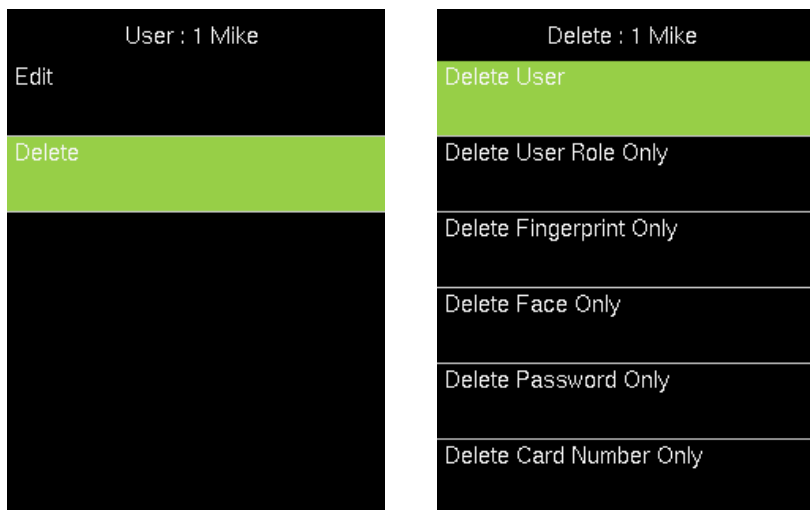 User : 1 Mike
Edit
Delete
Delete : 1 Mike
Delete User
Delete User Role Only
Delete Fingerprint Only
Delete Face Only
Delete Password Only
Delete Card Number Only